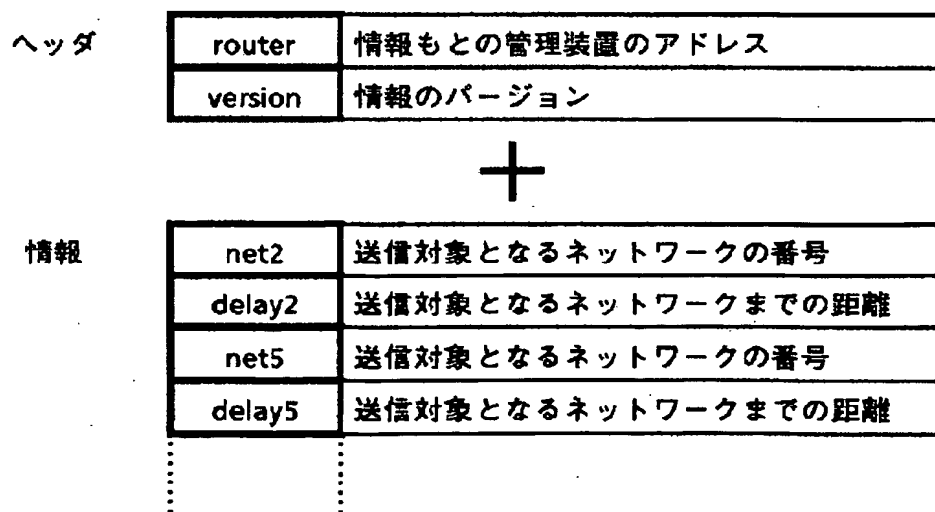 ヘッダ router 情報もとの管理装置のアドレス
version 情報のバージョン
+
情報 net2 送信対象となるネットワークの番号
delay2 送信対象となるネットワークまでの距離
net5 送信対象となるネットワークの番号
delay5 送信対象となるネットワークまでの距離